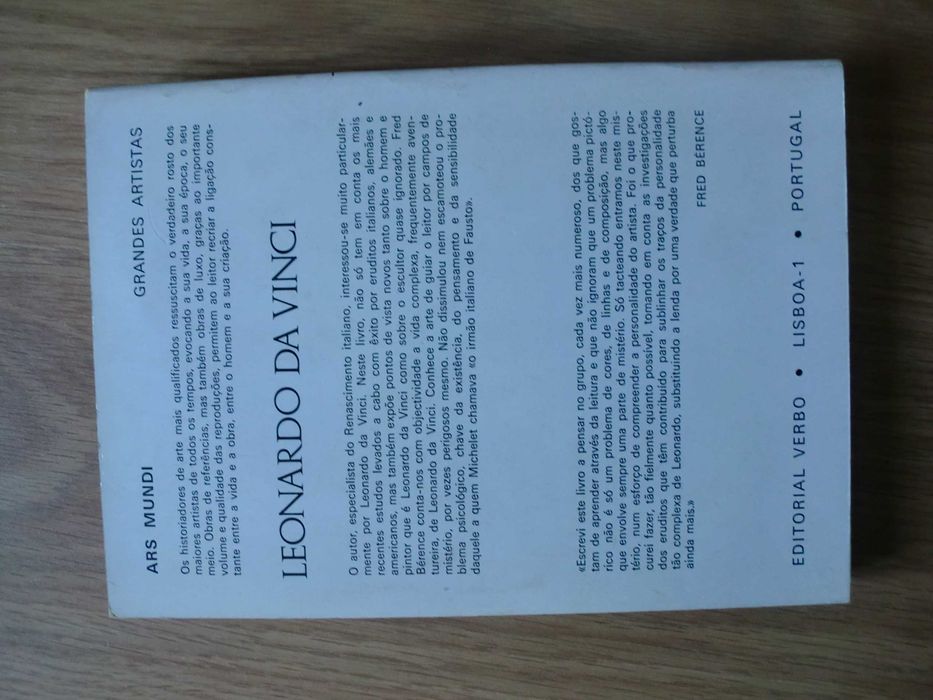 ARS MUNDI GRANDES ARTISTAS
Os historiadores de arte mais qualificados ressuscitam o verdadeiro rosto dos
maiores artistas de todos os tempos, evocando a sua vida, a sua época, o seu
meio. Obras de referências, mas também obras de luxo, graças ao importante
volume e qualidade das reproduções, permitem ao leitor recriar a ligação cons-
tante entre a vida e a obra, entre o homem e a sua criação.
LEONARDO DA VINCI
O autor, especialista do Renascimento italiano, interessou-se muito particular-
mente por Leonardo da Vinci. Neste livro, não só tem em conta os mais
recentes estudos levados a cabo com êxito por eruditos italianos, alemães e
americanos, mas também expõe pontos de vista novos tanto sobre o homem e
pintor que é Leonardo da Vinci como sobre o escultor quase ignorado. Fred
Bérence conta-nos com objectividade a vida complexa, frequentemente aven-
tureira, de Leonardo da Vinci. Conhece a arte de guiar o leitor por campos de
mistério por vezes perigosos mesmo. Não dissimulou nem escamoteou o pro-
blema psicológico, chave da existência, do pensamento e da sensibilidade
daquele a quem Michelet chamava «o irmão italiano de Fausto».
«Escrevi este livro a pensar no grupo, cada vez mais numeroso, dos que gos-
tam de aprender através da leitura e que não ignoram que um problema pictó-
rico não é só um problema de cores, de linhas e de composição, mas algo
que envolve sempre uma parte de mistério. Só tacteando entramos neste mis-
tério, num esforço de compreender a personalidade do artista. Foi o que pro-
curei fazer, tão fielmente quanto possível, tomando em conta as investigações
dos eruditos que têm contribuído para sublinhar os traços da personalidade
tão complexa de Leonardo, substituindo a lenda por uma verdade que perturba
ainda mais.»
FRED BÉRENCE
EDITORIAL VERBO • LISBOA-1 • PORTUGAL